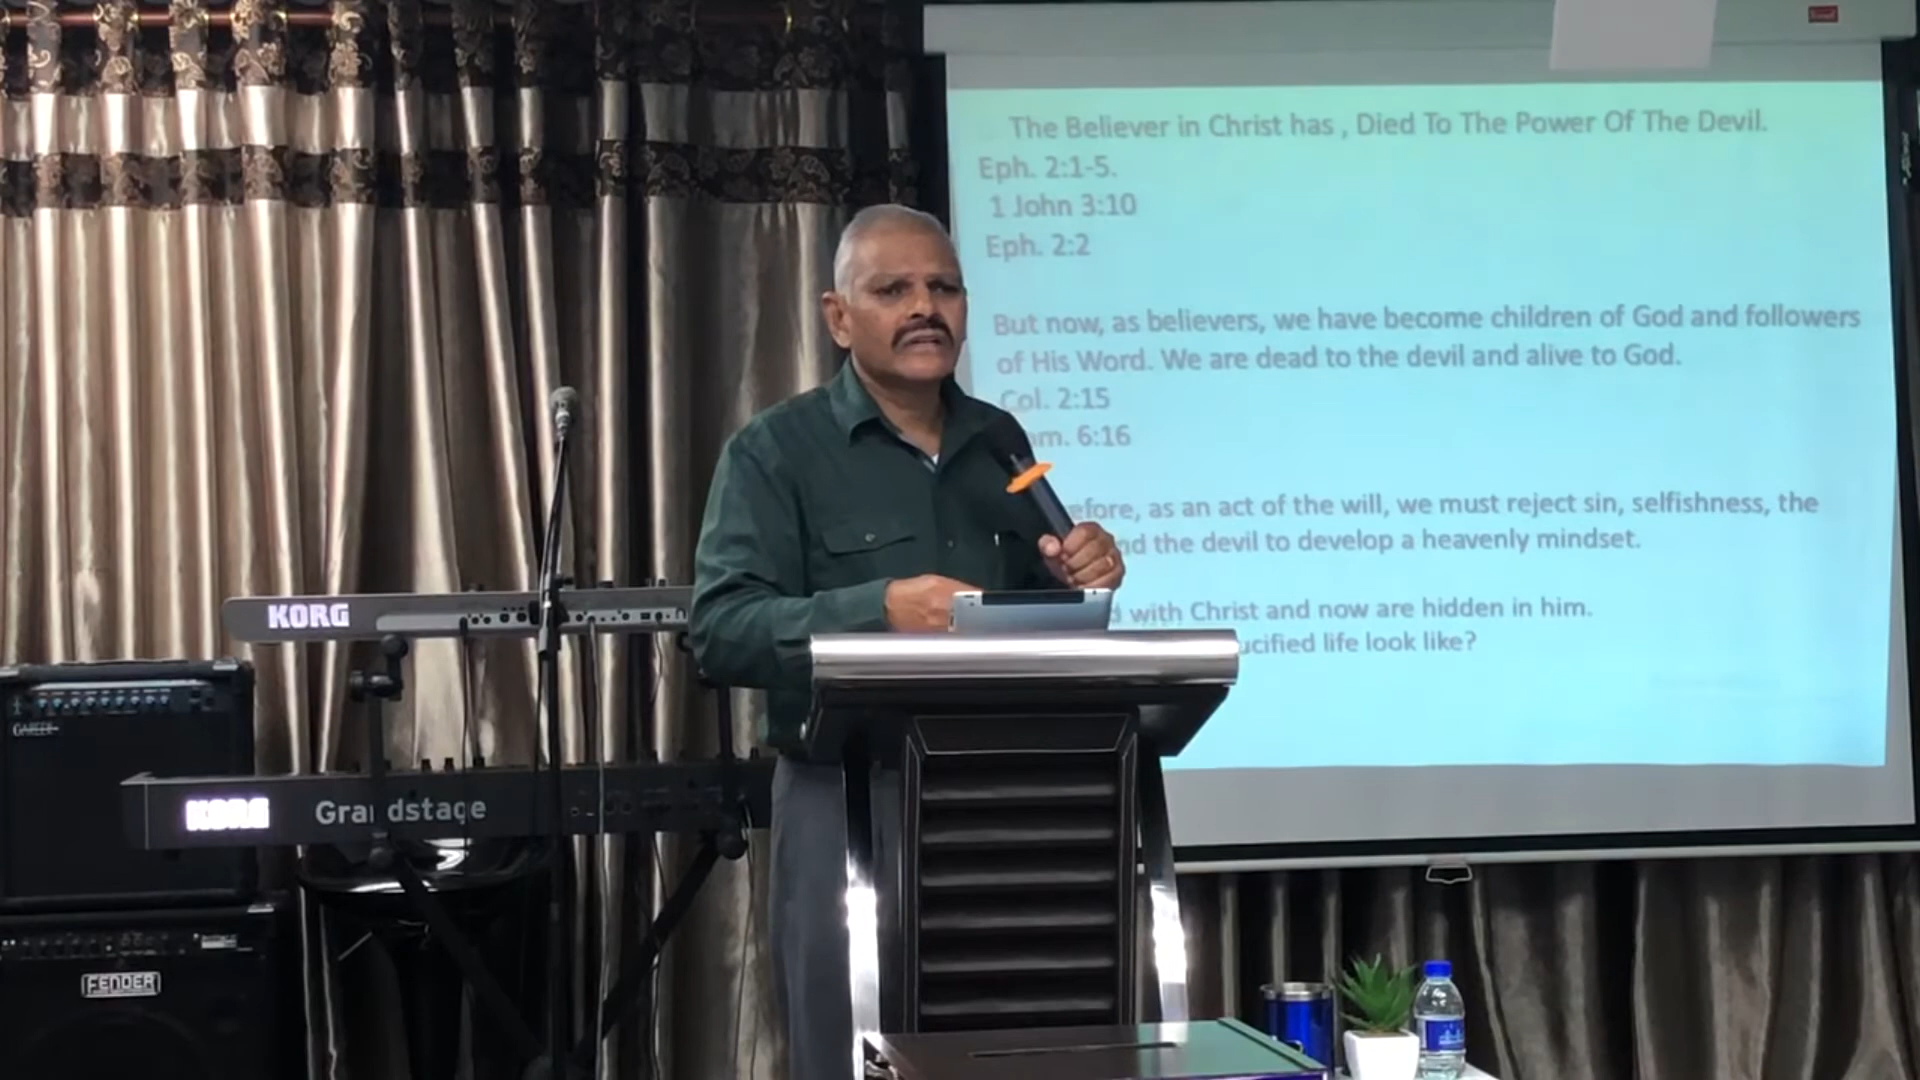 The Believer in Christ has , Died To The Power Of The Devil.
Eph. 2:1-5.
1 John 3:10
Eph. 2:2
But now, as believers, we have become children of God and followers
of His Word. We are dead to the devil and alive to God.
Col. 2:15
6:16
as an act of the will, we must reject sin, selfishness, the
the devil to develop a heavenly mindset.
with Christ and now are hidden in him.
life look like?
KORG
KORG Grandstage
FENDER